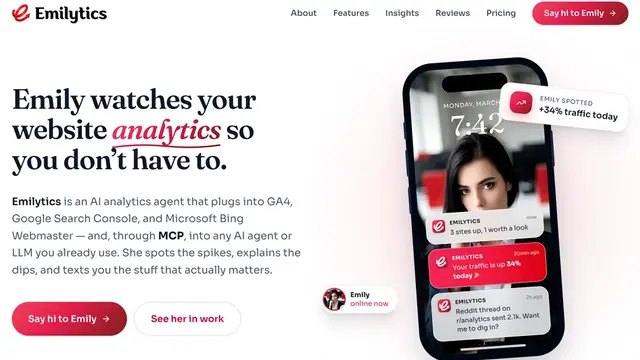 Emilytics
About Features Insights Reviews Pricing Say hi to Emily →
Emily watches your
website analytics so
you don't have to.
Emilytics is an AI analytics agent that plugs into GA4,
Google Search Console, and Microsoft Bing
Webmaster — and, through MCP, into any AI agent or
LLM you already use. She spots the spikes, explains the
dips, and texts you the stuff that actually matters.
Say hi to Emily →
See her in work
MONDAY, MARCH
7:42
EMILY SPOTTED
+34% traffic today
EMILYTICS now
3 sites up, 1 worth a look
EMILYTICS 30min ago
Your traffic is up 34%
today
EMILYTICS 2h ago
Reddit thread on
r/analytics sent 2.1k. Want
me to dig in?
Emily
online now